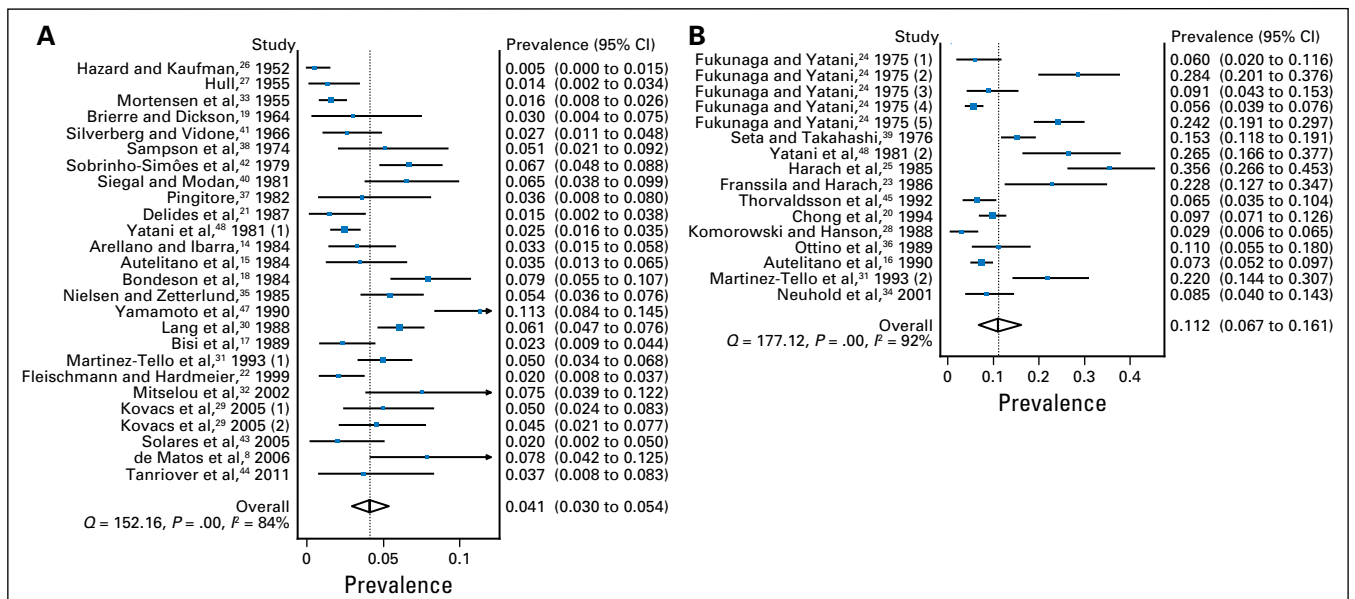 A
Study Prevalence (95% CI)
Hazard and Kaufman,²⁶ 1952 0.005 (0.000 to 0.015)
Hull,²⁷ 1955 0.014 (0.002 to 0.034)
Mortensen et al,³³ 1955 0.016 (0.008 to 0.026)
Brierre and Dickson,¹⁹ 1964 0.030 (0.004 to 0.075)
Silverberg and Vidone,⁴¹ 1966 0.027 (0.011 to 0.048)
Sampson et al,³⁸ 1974 0.051 (0.021 to 0.092)
Sobrinho-Simôes et al,⁴² 1979 0.067 (0.048 to 0.088)
Siegal and Modan,⁴⁰ 1981 0.065 (0.038 to 0.099)
Pingitore,³⁷ 1982 0.036 (0.008 to 0.080)
Delides et al,²¹ 1987 0.015 (0.002 to 0.038)
Yatani et al,⁴⁸ 1981 (1) 0.025 (0.016 to 0.035)
Arellano and Ibarra,¹⁴ 1984 0.033 (0.015 to 0.058)
Autelitano et al,¹⁵ 1984 0.035 (0.013 to 0.065)
Bondeson et al,¹⁸ 1984 0.079 (0.055 to 0.107)
Nielsen and Zetterlund,³⁵ 1985 0.054 (0.036 to 0.076)
Yamamoto et al,⁴⁷ 1990 0.113 (0.084 to 0.145)
Lang et al,³⁰ 1988 0.061 (0.047 to 0.076)
Bisi et al,¹⁷ 1989 0.023 (0.009 to 0.044)
Martinez-Tello et al,³¹ 1993 (1) 0.050 (0.034 to 0.068)
Fleischmann and Hardmeier,²² 1999 0.020 (0.008 to 0.037)
Mitselou et al,³² 2002 0.075 (0.039 to 0.122)
Kovacs et al,²⁹ 2005 (1) 0.050 (0.024 to 0.083)
Kovacs et al,²⁹ 2005 (2) 0.045 (0.021 to 0.077)
Solares et al,⁴³ 2005 0.020 (0.002 to 0.050)
de Matos et al,⁸ 2006 0.078 (0.042 to 0.125)
Tanriover et al,⁴⁴ 2011 0.037 (0.008 to 0.083)
Overall 0.041 (0.030 to 0.054)
Q = 152.16, P = .00, I² = 84%
0 0.05 0.1
Prevalence
B
Study Prevalence (95% CI)
Fukunaga and Yatani,²⁴ 1975 (1) 0.060 (0.020 to 0.116)
Fukunaga and Yatani,²⁴ 1975 (2) 0.284 (0.201 to 0.376)
Fukunaga and Yatani,²⁴ 1975 (3) 0.091 (0.043 to 0.153)
Fukunaga and Yatani,²⁴ 1975 (4) 0.056 (0.039 to 0.076)
Fukunaga and Yatani,²⁴ 1975 (5) 0.242 (0.191 to 0.297)
Seta and Takahashi,³⁹ 1976 0.153 (0.118 to 0.191)
Yatani et al,⁴⁸ 1981 (2) 0.265 (0.166 to 0.377)
Harach et al,²⁵ 1985 0.356 (0.266 to 0.453)
Franssila and Harach,²³ 1986 0.228 (0.127 to 0.347)
Thorvaldsson et al,⁴⁵ 1992 0.065 (0.035 to 0.104)
Chong et al,²⁰ 1994 0.097 (0.071 to 0.126)
Komorowski and Hanson,²⁸ 1988 0.029 (0.006 to 0.065)
Ottino et al,³⁶ 1989 0.110 (0.055 to 0.180)
Autelitano et al,¹⁶ 1990 0.073 (0.052 to 0.097)
Martinez-Tello et al,³¹ 1993 (2) 0.220 (0.144 to 0.307)
Neuhold et al,³⁴ 2001 0.085 (0.040 to 0.143)
Overall 0.112 (0.067 to 0.161)
Q = 177.12, P = .00, I² = 92%
0 0.1 0.2 0.3 0.4
Prevalence